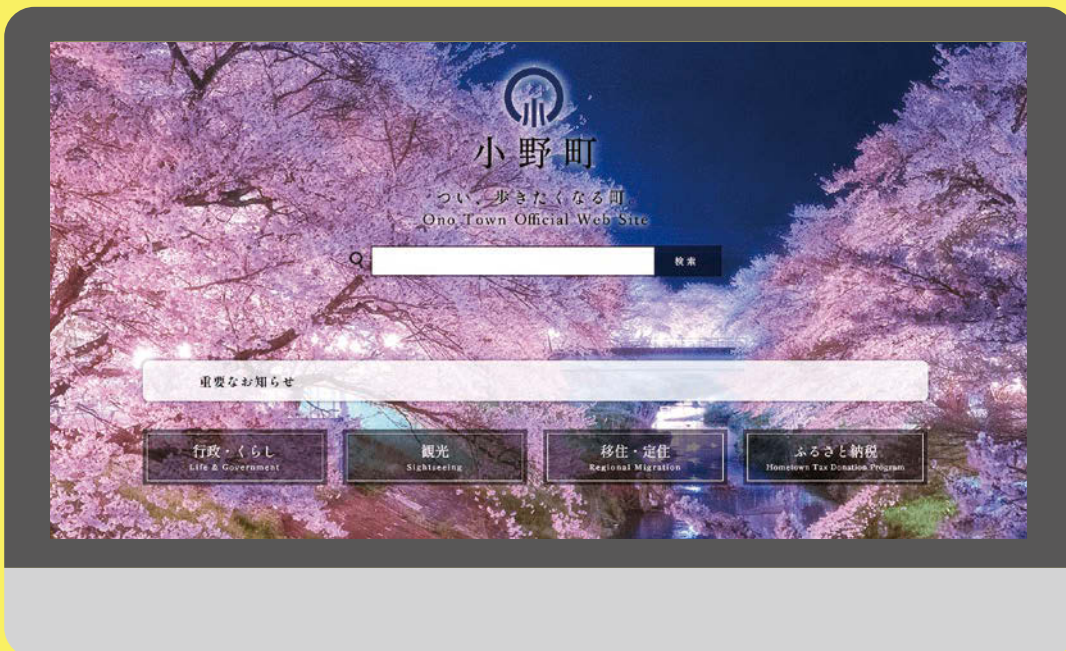 小野町
つい、歩きたくなる町。
Ono Town Official Web Site
検索
重要なお知らせ
行政・くらし
Life & Government
観光
Sightseeing
移住・定住
Regional Migration
ふるさと納税
Hometown Tax Donation Program